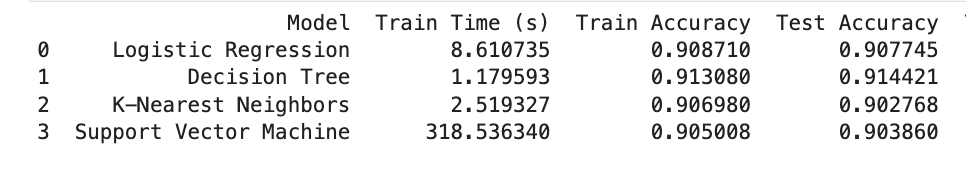 Model Train Time (s) Train Accuracy Test Accuracy
0 Logistic Regression 8.610735 0.908710 0.907745
1 Decision Tree 1.179593 0.913080 0.914421
2 K-Nearest Neighbors 2.519327 0.906980 0.902768
3 Support Vector Machine 318.536340 0.905008 0.903860